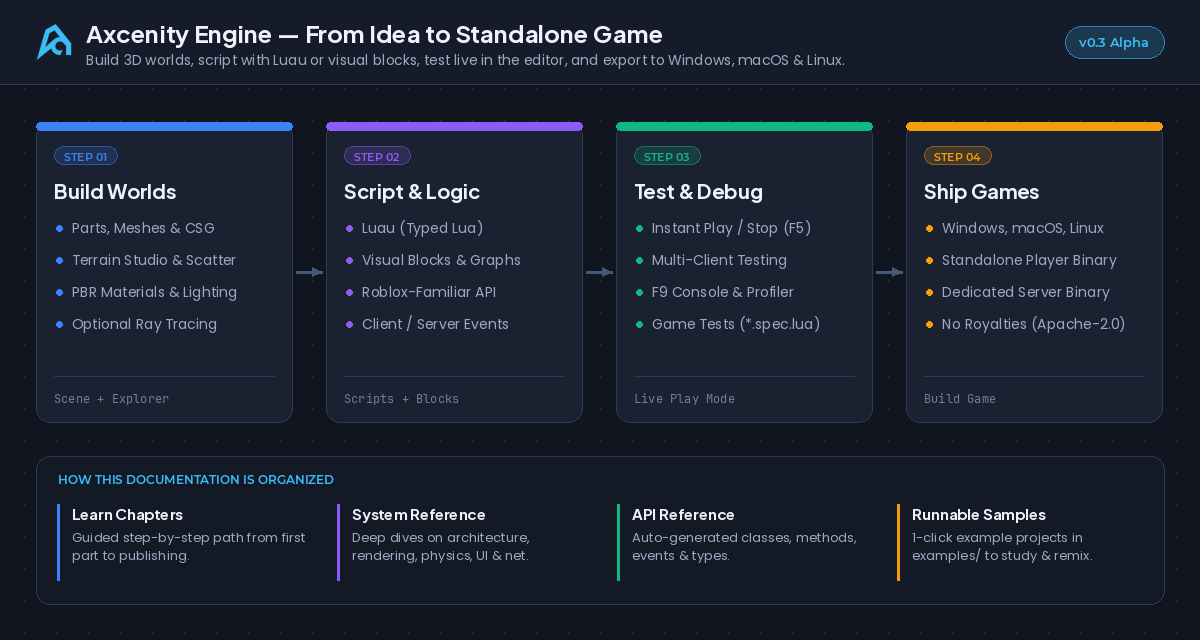 Axcenity Engine — From Idea to Standalone Game
Build 3D worlds, script with Luau or visual blocks, test live in the editor, and export to Windows, macOS & Linux.
v0.3 Alpha
STEP 01
Build Worlds
Parts, Meshes & CSG
Terrain Studio & Scatter
PBR Materials & Lighting
Optional Ray Tracing
Scene + Explorer
STEP 02
Script & Logic
Luau (Typed Lua)
Visual Blocks & Graphs
Roblox-Familiar API
Client / Server Events
Scripts + Blocks
STEP 03
Test & Debug
Instant Play / Stop (F5)
Multi-Client Testing
F9 Console & Profiler
Game Tests (*.spec.lua)
Live Play Mode
STEP 04
Ship Games
Windows, macOS, Linux
Standalone Player Binary
Dedicated Server Binary
No Royalties (Apache-2.0)
Build Game
HOW THIS DOCUMENTATION IS ORGANIZED
Learn Chapters
Guided step-by-step path from first
part to publishing.
System Reference
Deep dives on architecture,
rendering, physics, UI & net.
API Reference
Auto-generated classes, methods,
events & types.
Runnable Samples
1-click example projects in
examples/ to study & remix.